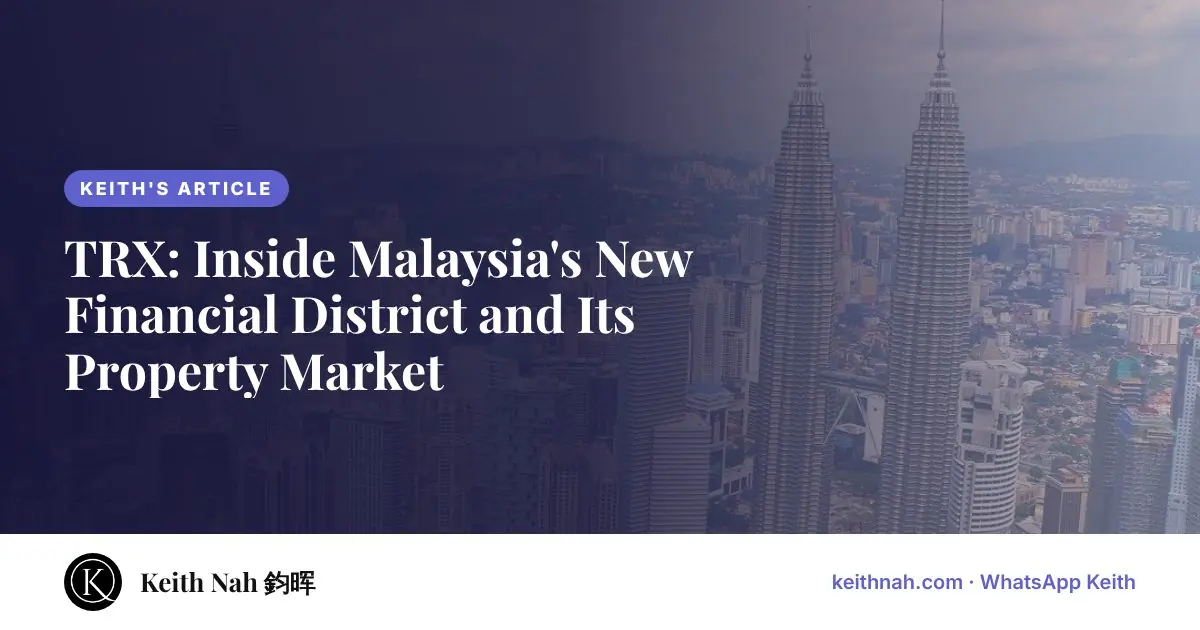 KEITH'S ARTICLE
TRX: Inside Malaysia's New
Financial District and Its
Property Market
K
Keith Nah 鈞晖
keithnah.com · WhatsApp Keith